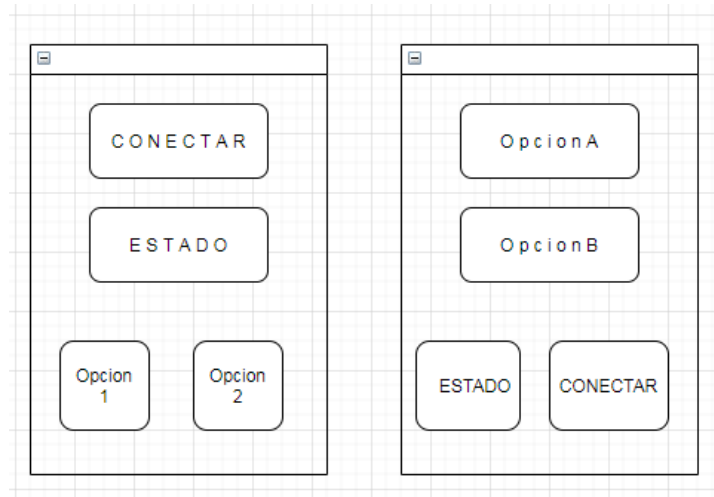 CONECTAR
ESTADO
Opcion
1
Opcion
2
OpcionA
OpcionB
ESTADO
CONECTAR